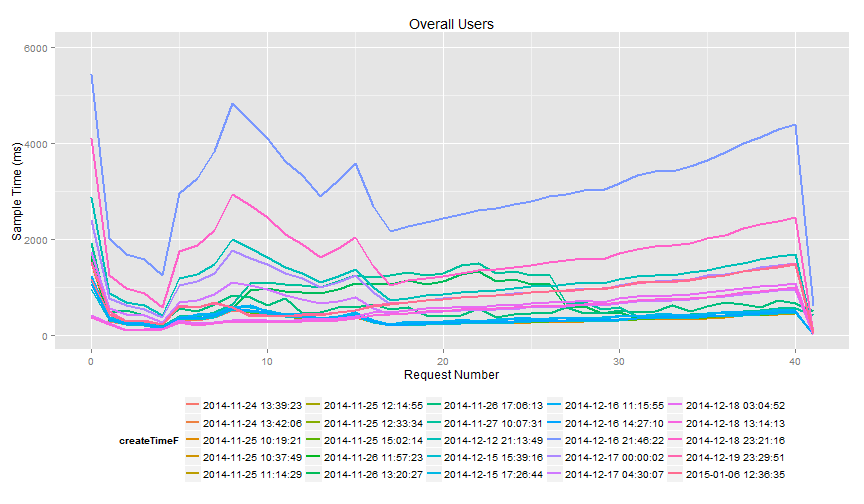 Overall Users
6000
4000
2000
0
Sample Time (ms)
0 10 20 30 40
Request Number
createTimeF
2014-11-24 13:39:23 2014-11-25 12:14:55 2014-11-26 17:06:13 2014-12-16 11:15:55 2014-12-18 03:04:52
2014-11-24 13:42:06 2014-11-25 12:33:34 2014-11-27 10:07:31 2014-12-16 14:27:10 2014-12-18 13:14:13
2014-11-25 10:19:21 2014-11-25 15:02:14 2014-12-12 21:13:49 2014-12-16 21:46:22 2014-12-18 23:21:16
2014-11-25 10:37:49 2014-11-26 11:57:23 2014-12-15 15:39:16 2014-12-17 00:00:02 2014-12-19 23:29:51
2014-11-25 11:14:29 2014-11-26 13:20:27 2014-12-15 17:26:44 2014-12-17 04:30:07 2015-01-06 12:36:35